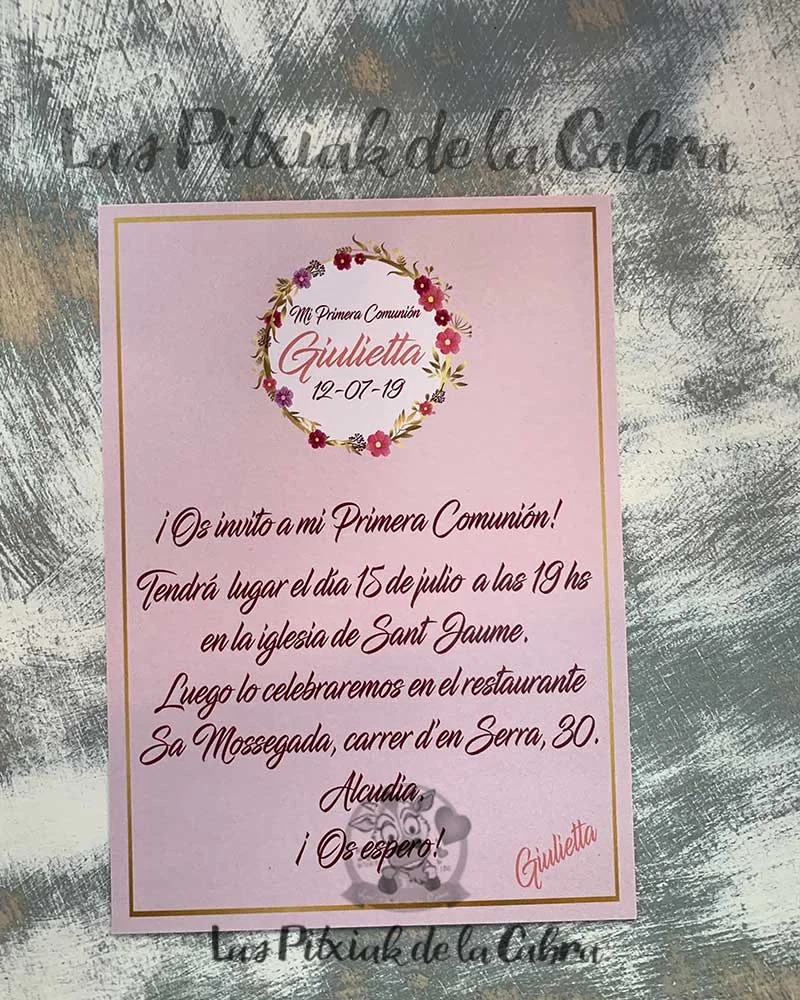 Las Pitxiak de la Cabra
Mi Primera Comunión
Giulietta
12-07-19
¡Os invito a mi Primera Comunión!
Tendrá lugar el día 15 de julio a las 19 hs
en la iglesia de Sant Jaume.
Luego lo celebraremos en el restaurante
Sa Mossegada, carrer d'en Serra, 30.
Alcudia.
¡Os espero!
Giulietta
Las Pitxiak de la Cabra